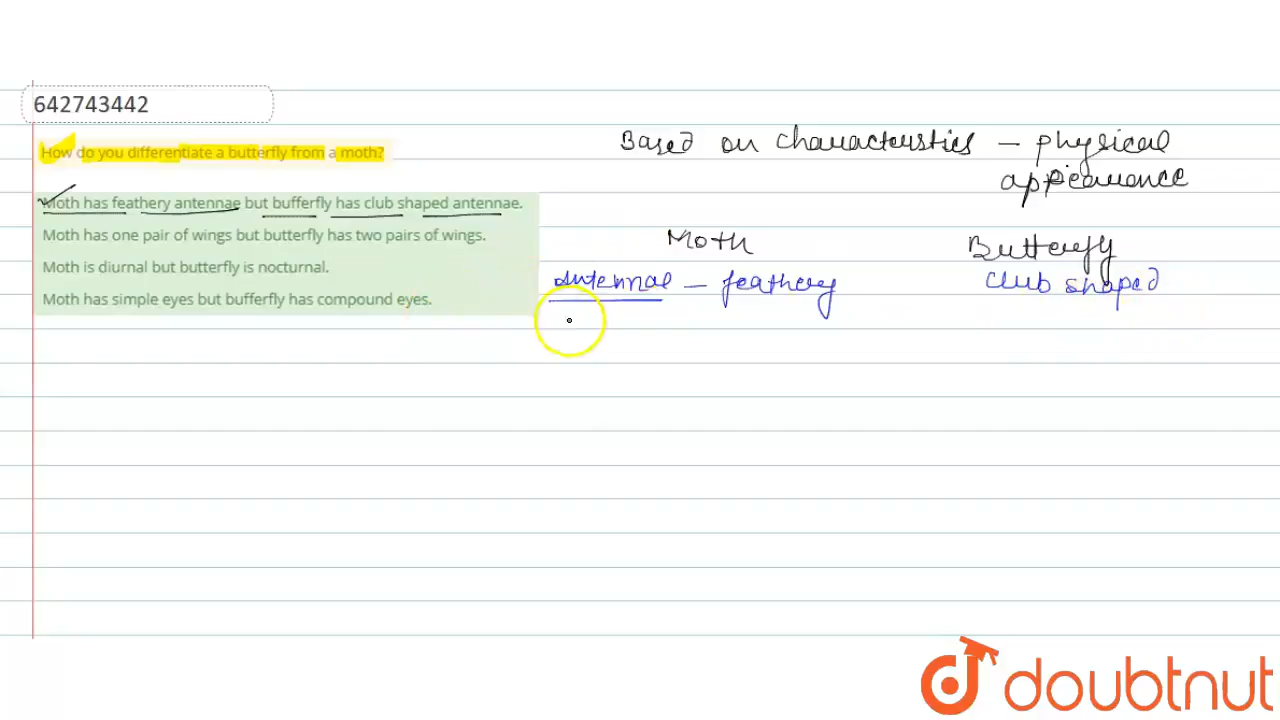 642743442
How do you differentiate a butterfly from a moth?
Moth has feathery antennae but bufferfly has club shaped antennae.
Moth has one pair of wings but butterfly has two pairs of wings.
Moth is diurnal but butterfly is nocturnal.
Moth has simple eyes but bufferfly has compound eyes.
Based on characteristics – physical
appearance
Moth Butterfly
antennae – feathery club shaped
doubtnut